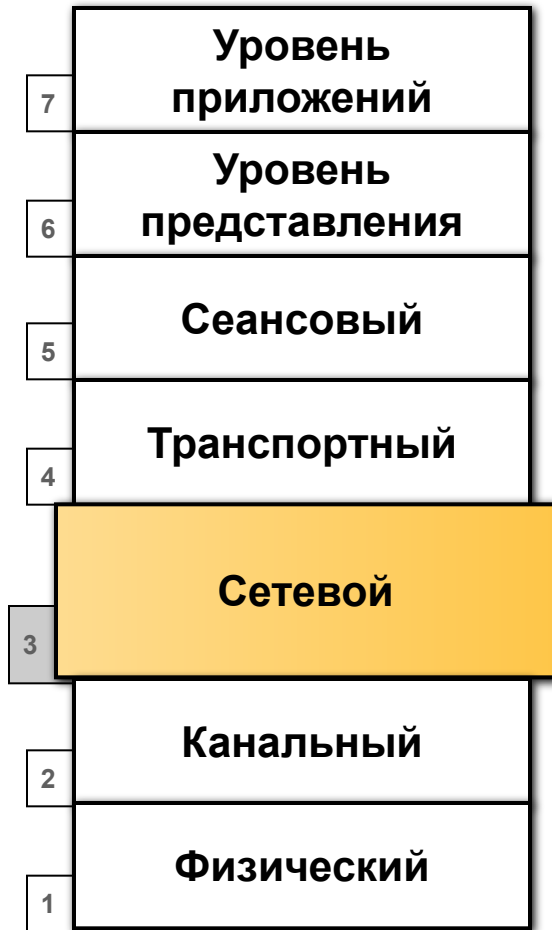 Уровень
приложений
7
Уровень
представления
6
Сеансовый
5
Транспортный
4
Сетевой
3
Канальный
2
Физический
1